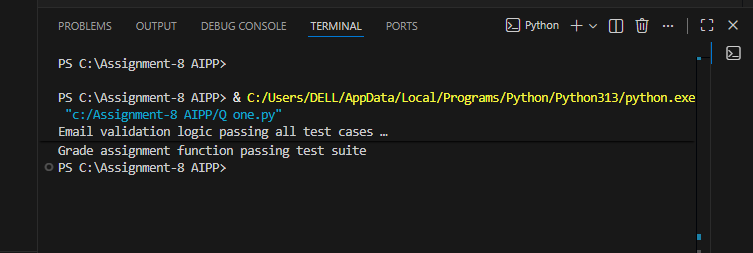 PROBLEMS OUTPUT DEBUG CONSOLE TERMINAL PORTS Python
PS C:\Assignment-8 AIPP>
PS C:\Assignment-8 AIPP> & C:/Users/DELL/AppData/Local/Programs/Python/Python313/python.exe
"c:/Assignment-8 AIPP/Q one.py"
Email validation logic passing all test cases …
Grade assignment function passing test suite
PS C:\Assignment-8 AIPP>